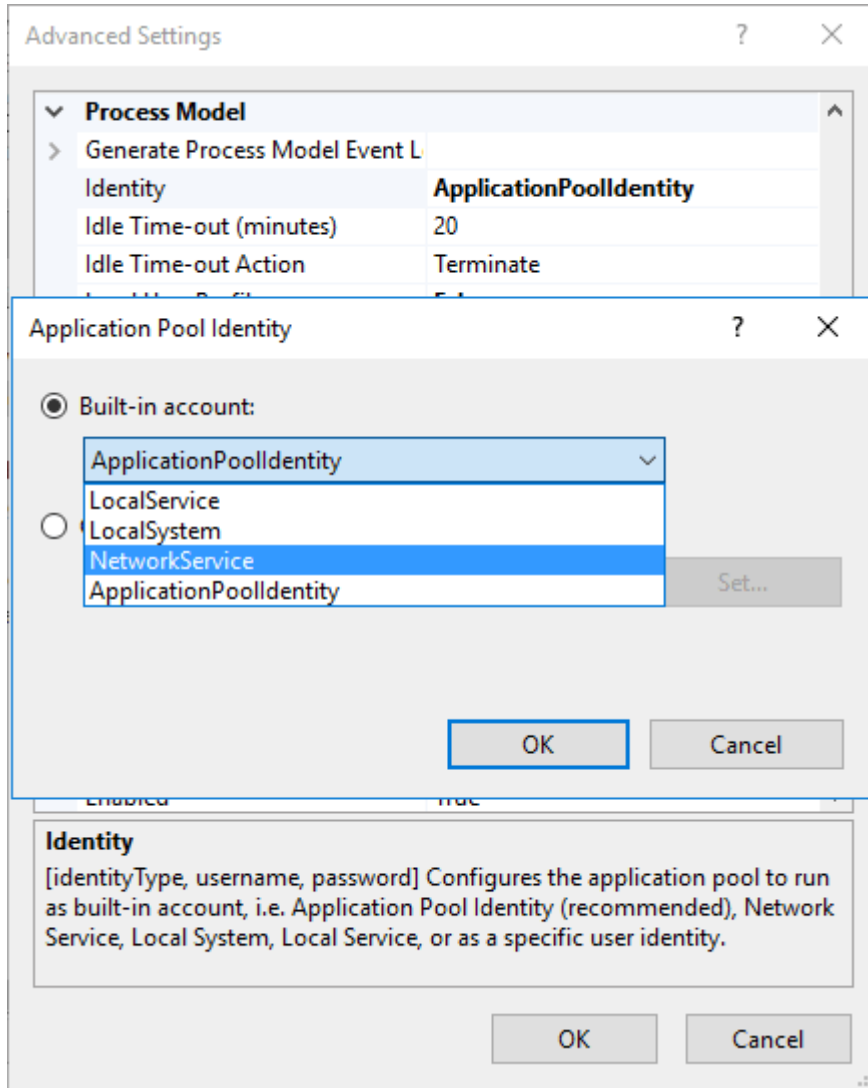 Advanced Settings
Process Model
Generate Process Model Event L
Identity ApplicationPoolIdentity
Idle Time-out (minutes) 20
Idle Time-out Action Terminate
Application Pool Identity
Built-in account:
ApplicationPoolIdentity
LocalService
LocalSystem
NetworkService
Set...
ApplicationPoolIdentity
OK Cancel
Enabled True
Identity
[identityType, username, password] Configures the application pool to run
as built-in account, i.e. Application Pool Identity (recommended), Network
Service, Local System, Local Service, or as a specific user identity.
OK Cancel